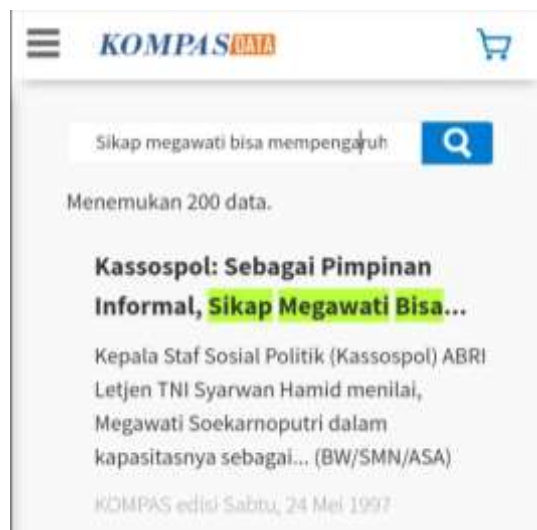 KOMPASDATA
Sikap megawati bisa mempengaruh
Menemukan 200 data.
Kassospol: Sebagai Pimpinan
Informal, Sikap Megawati Bisa...
Kepala Staf Sosial Politik (Kassospol) ABRI
Letjen TNI Syarwan Hamid menilai,
Megawati Soekarnoputri dalam
kapasitasnya sebagai... (BW/SMN/ASA)
KOMPAS edisi Sabtu, 24 Mei 1997